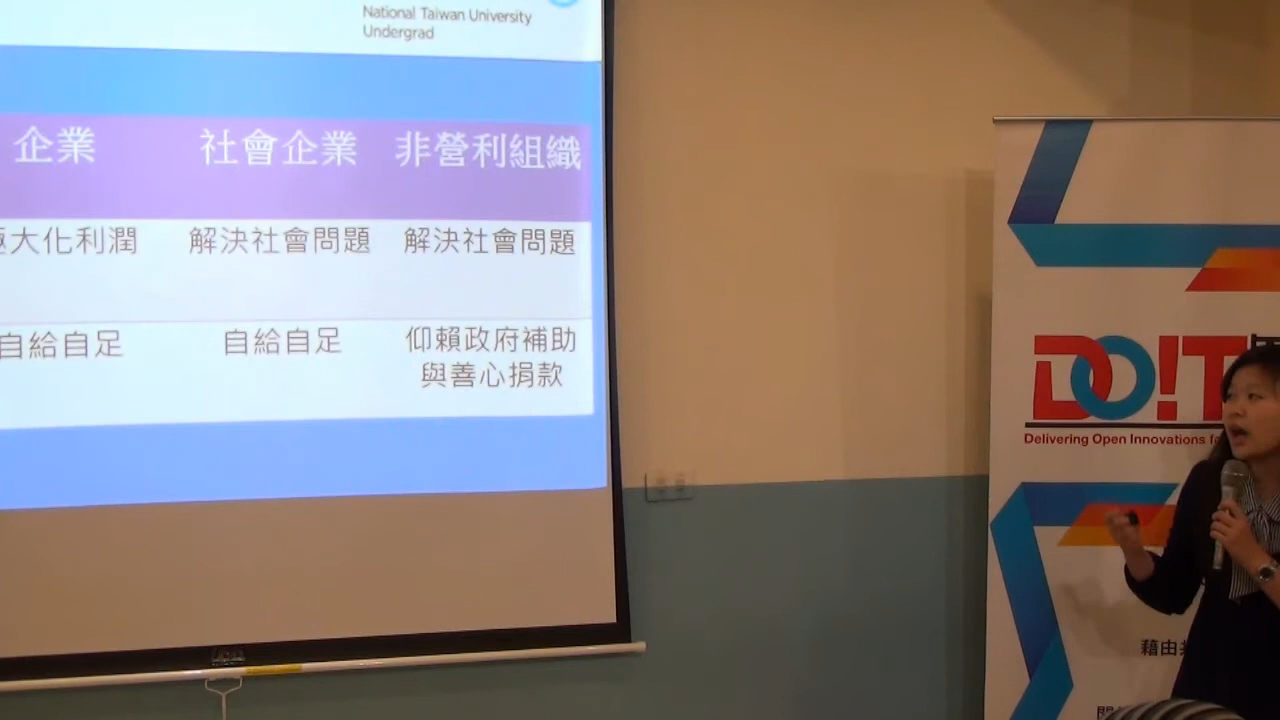 National Taiwan University
Undergrad
企業
社會企業
非營利組織
極大化利潤
解決社會問題
解決社會問題
自給自足
自給自足
仰賴政府補助
與善心捐款
DO!T
Delivering Open Innovations
藉由